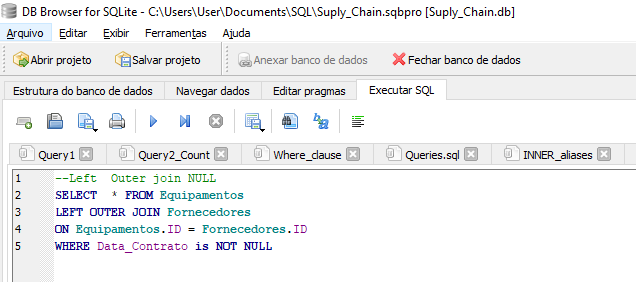 DB Browser for SQLite - C:\Users\User\Documents\SQL\Suply_Chain.sqbpro [Suply_Chain.db]
Arquivo Editar Exibir Ferramentas Ajuda
Abrir projeto Salvar projeto Anexar banco de dados Fechar banco de dados
Estrutura do banco de dados Navegar dados Editar pragmas Executar SQL
Query1 Query2_Count Where_clause Queries.sql INNER_aliases
1 --Left  Outer join NULL
2 SELECT  * FROM Equipamentos
3 LEFT OUTER JOIN Fornecedores
4 ON Equipamentos.ID = Fornecedores.ID
5 WHERE Data_Contrato is NOT NULL